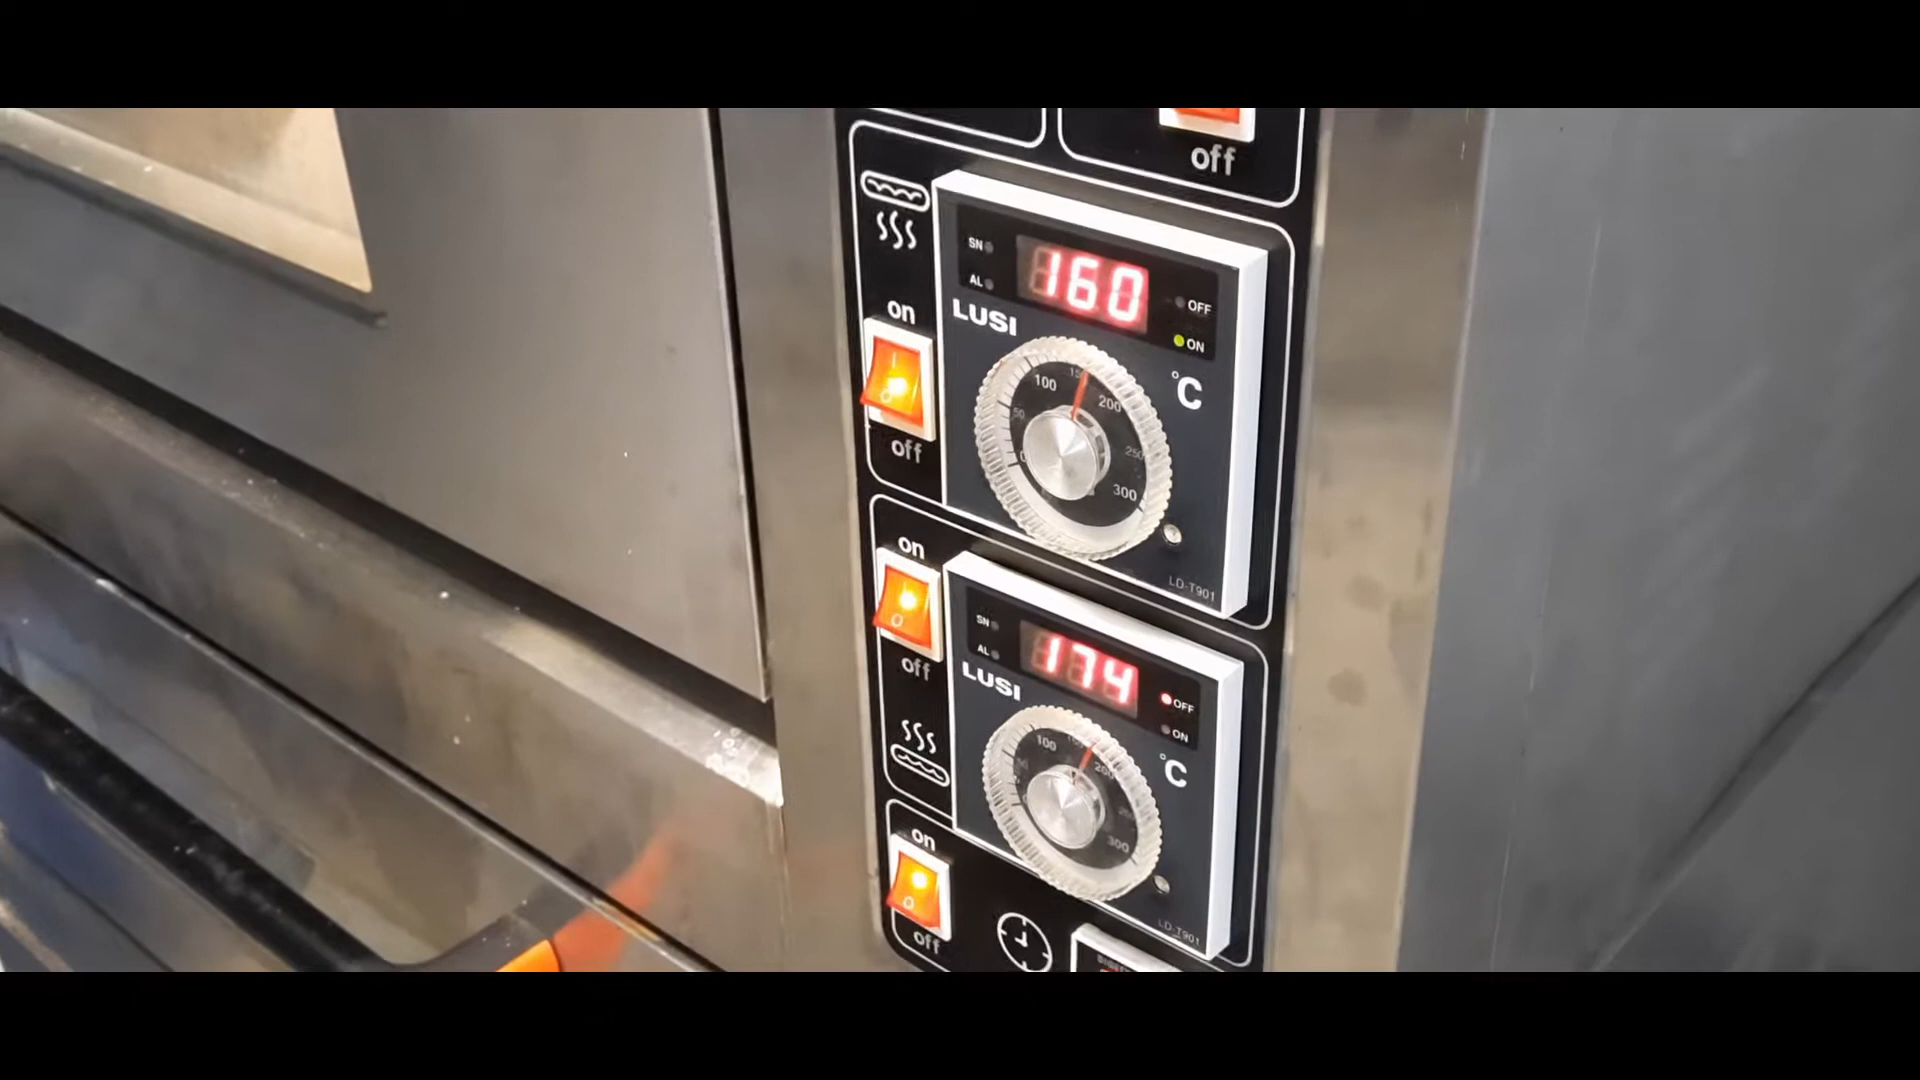 off
SN
160
OFF
AL
LUSI
ON
on
°C
100
200
50
250
300
off
LD-T901
on
SN
174
OFF
AL
LUSI
ON
off
°C
100
200
300
on
LD-T901
off